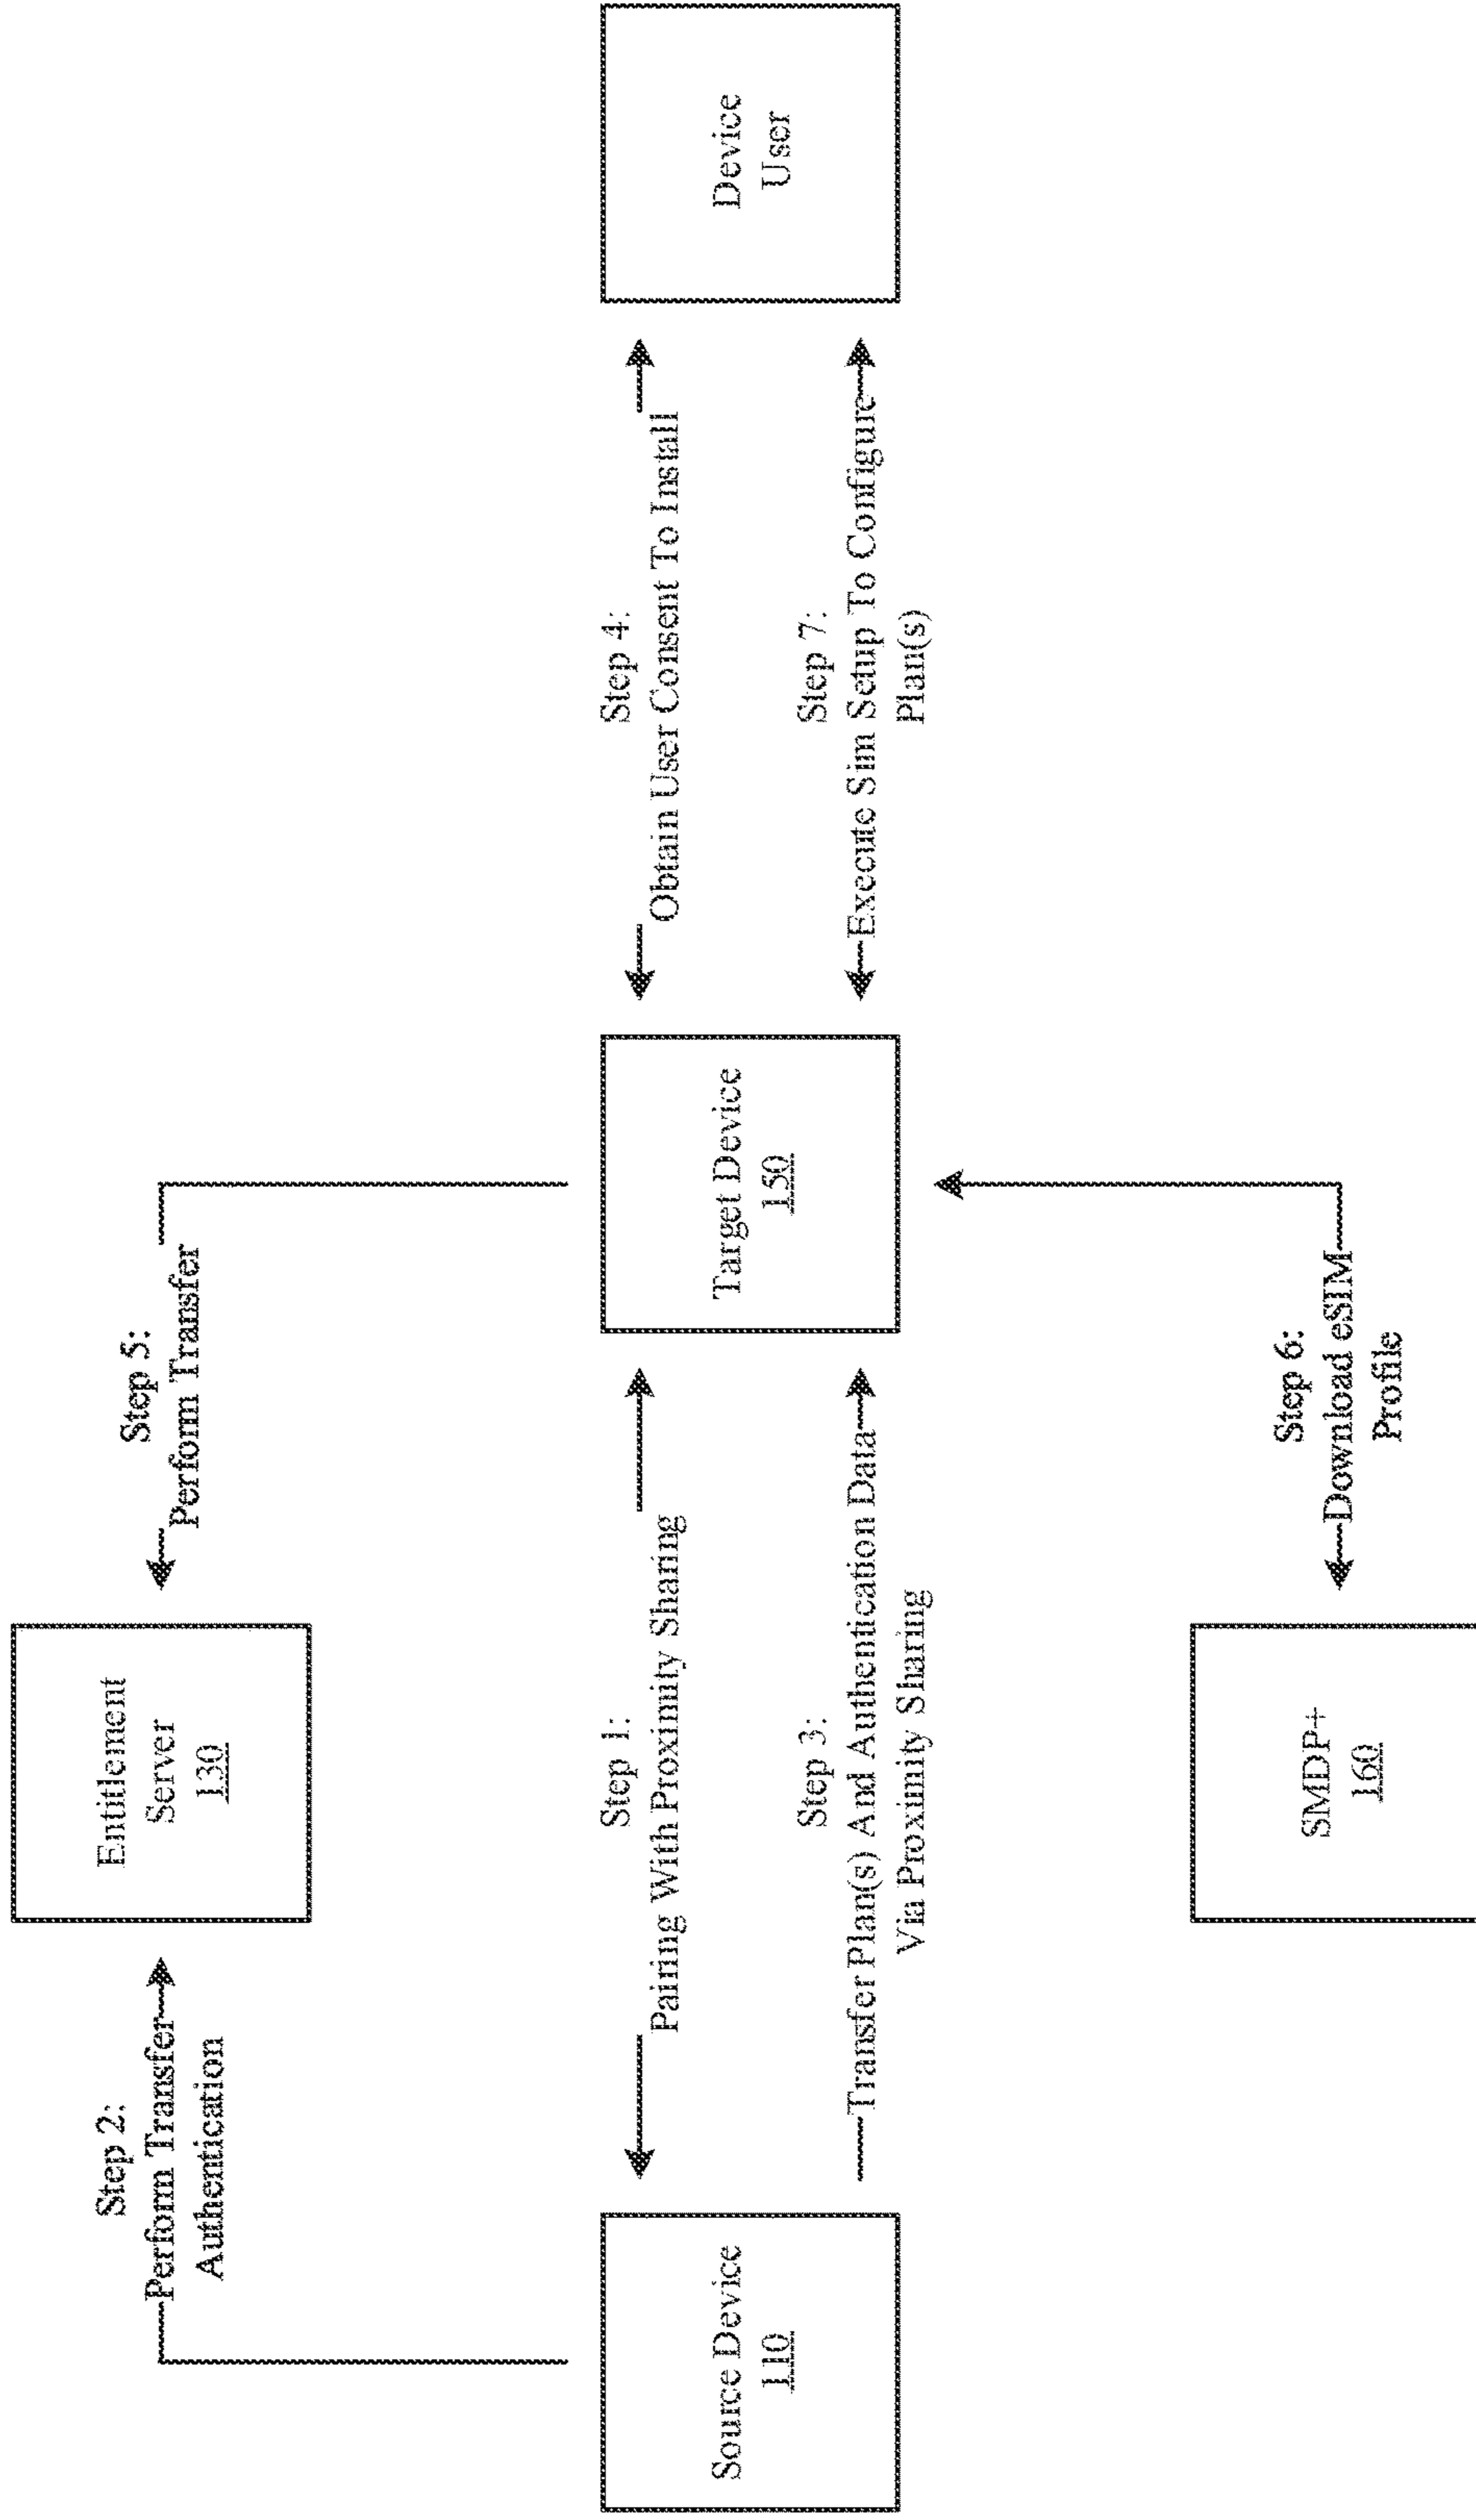 Step 2:
Perform Transfer
Authentication
Entitlement
Server
130
Step 5:
Perform Transfer
Source Device
110
Step 1:
Pairing With Proximity Sharing
Step 3:
Transfer Plan(s) And Authentication Data
Via Proximity Sharing
Target Device
150
Step 4:
Obtain User Consent To Install
Step 7:
Execute Sim Setup To Configure
Plan(s)
Device
User
SMDP+
160
Step 6:
Download eSIM
Profile